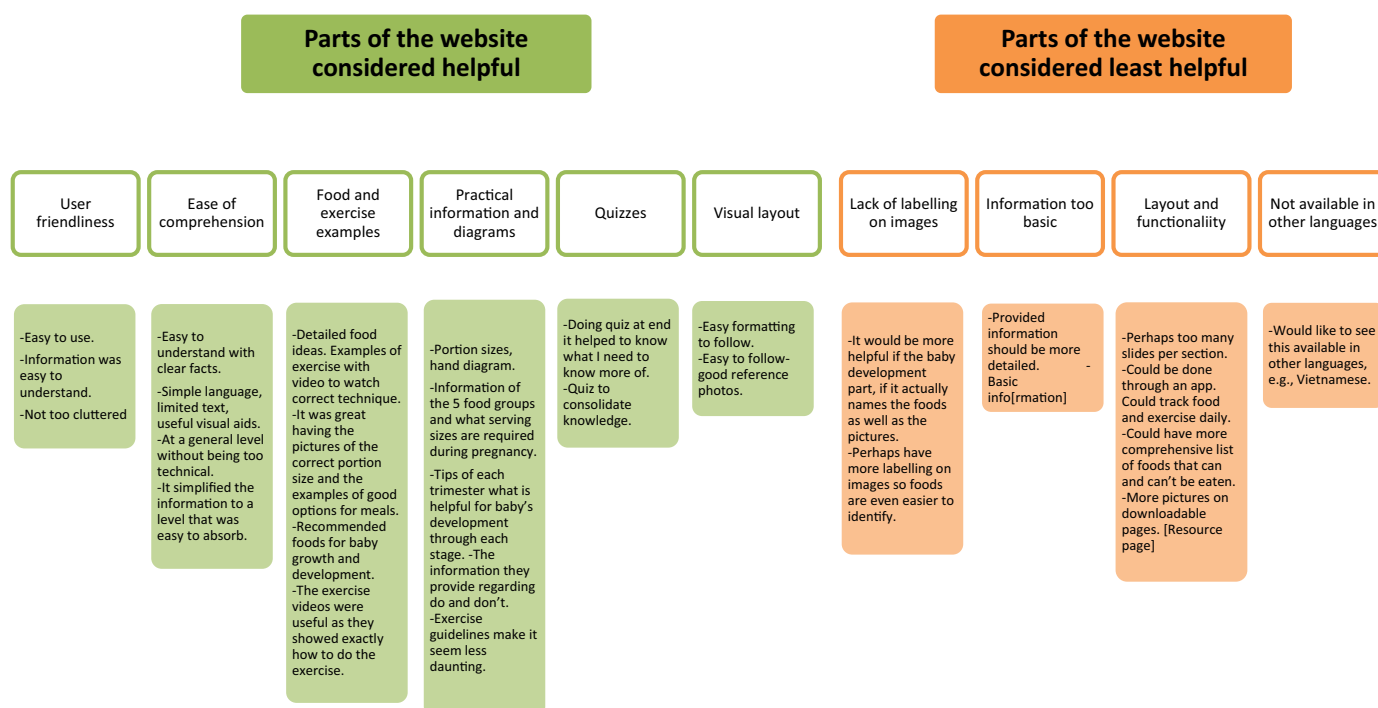 Parts of the website
considered helpful
Parts of the website
considered least helpful
User
friendliness
Ease of
comprehension
Food and
exercise
examples
Practical
information and
diagrams
Quizzes
Visual layout
Lack of labelling
on images
Information too
basic
Layout and
functionaliity
Not available in
other languages
-Easy to use.
-Information was
easy to
understand.
-Not too cluttered
-Easy to
understand with
clear facts.
-Simple language,
limited text,
useful visual aids.
-At a general level
without being too
technical.
-It simplified the
information to a
level that was
easy to absorb.
-Detailed food
ideas. Examples of
exercise with
video to watch
correct technique.
-It was great
having the
pictures of the
correct portion
size and the
examples of good
options for meals.
-Recommended
foods for baby
growth and
development.
-The exercise
videos were
useful as they
showed exactly
how to do the
exercise.
-Portion sizes,
hand diagram.
-Information of
the 5 food groups
and what serving
sizes are required
during pregnancy.
-Tips of each
trimester what is
helpful for baby's
development
through each
stage. -The
information they
provide regarding
do and don't.
-Exercise
guidelines make it
seem less
daunting.
-Doing quiz at end
it helped to know
what I need to
know more of.
-Quiz to
consolidate
knowledge.
-Easy formatting
to follow.
-Easy to follow-
good reference
photos.
-It would be more
helpful if the baby
development
part, if it actually
names the foods
as well as the
pictures.
-Perhaps have
more labelling on
images so foods
are even easier to
identify.
-Provided
information
should be more
detailed. -
Basic
info[rmation]
-Perhaps too many
slides per section.
-Could be done
through an app.
Could track food
and exercise daily.
-Could have more
comprehensive list
of foods that can
and can't be eaten.
-More pictures on
downloadable
pages. [Resource
page]
-Would like to see
this available in
other languages,
e.g., Vietnamese.